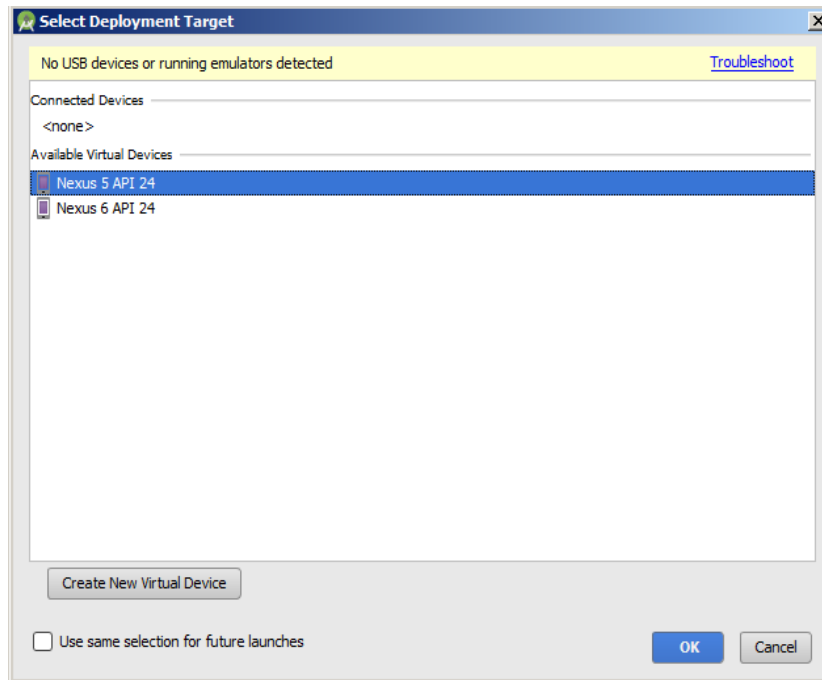 Select Deployment Target
No USB devices or running emulators detected Troubleshoot
Connected Devices
<none>
Available Virtual Devices
Nexus 5 API 24
Nexus 6 API 24
Create New Virtual Device
Use same selection for future launches
OK Cancel